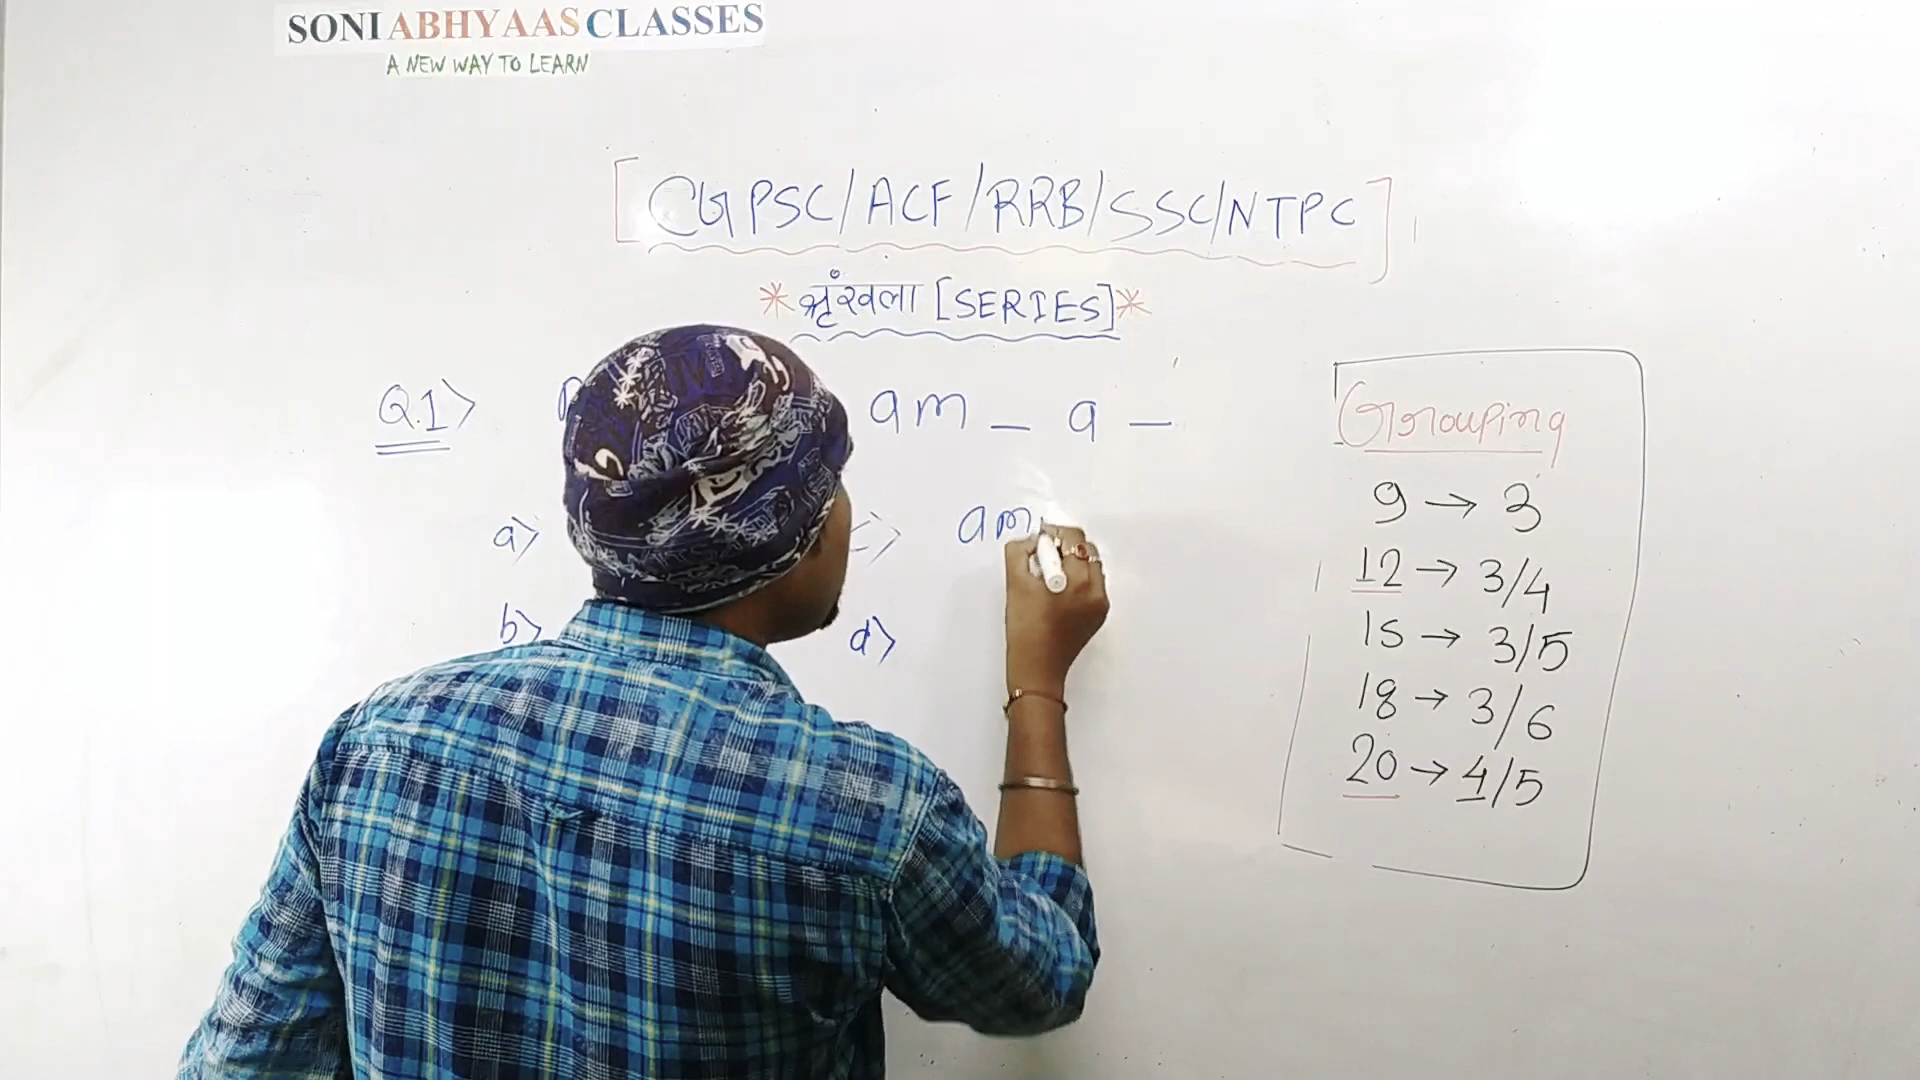 SONI ABHYAAS CLASSES
A NEW WAY TO LEARN
[CGPSC/ACF/RRB/SSC/NTPC]
* श्रृंखला [SERIES] *
Q.1> am _ a _
a> c> am
b> d>
Grouping
9 → 3
12 → 3/4
15 → 3/5
18 → 3/6
20 → 4/5